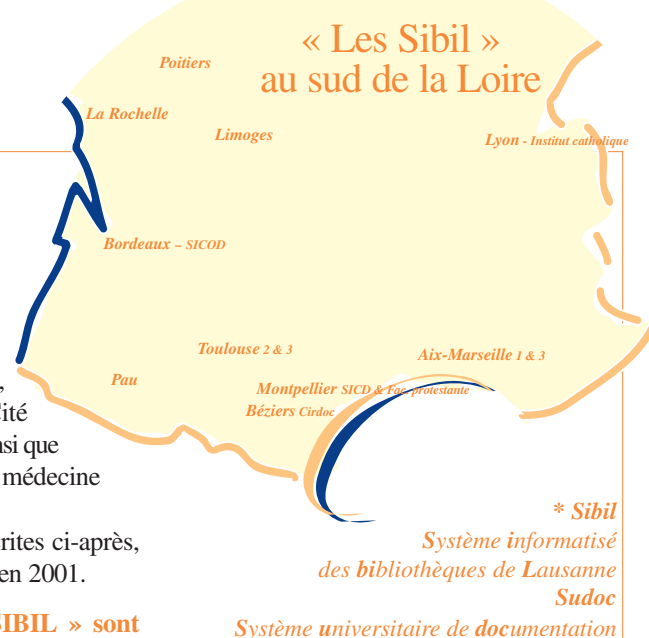 « Les Sibil »
au sud de la Loire
Poitiers
La Rochelle
Limoges
Lyon - Institut catholique
Bordeaux – SICOD
Toulouse 2 & 3
Aix-Marseille 1 & 3
Pau
Montpellier SICD & Fac. protestante
Béziers Cirdoc
,
ité
nsi que
médecine
rites ci-après,
en 2001.
SIBIL » sont
* Sibil
Système informatisé
des bibliothèques de Lausanne
Sudoc
Système universitaire de documentation